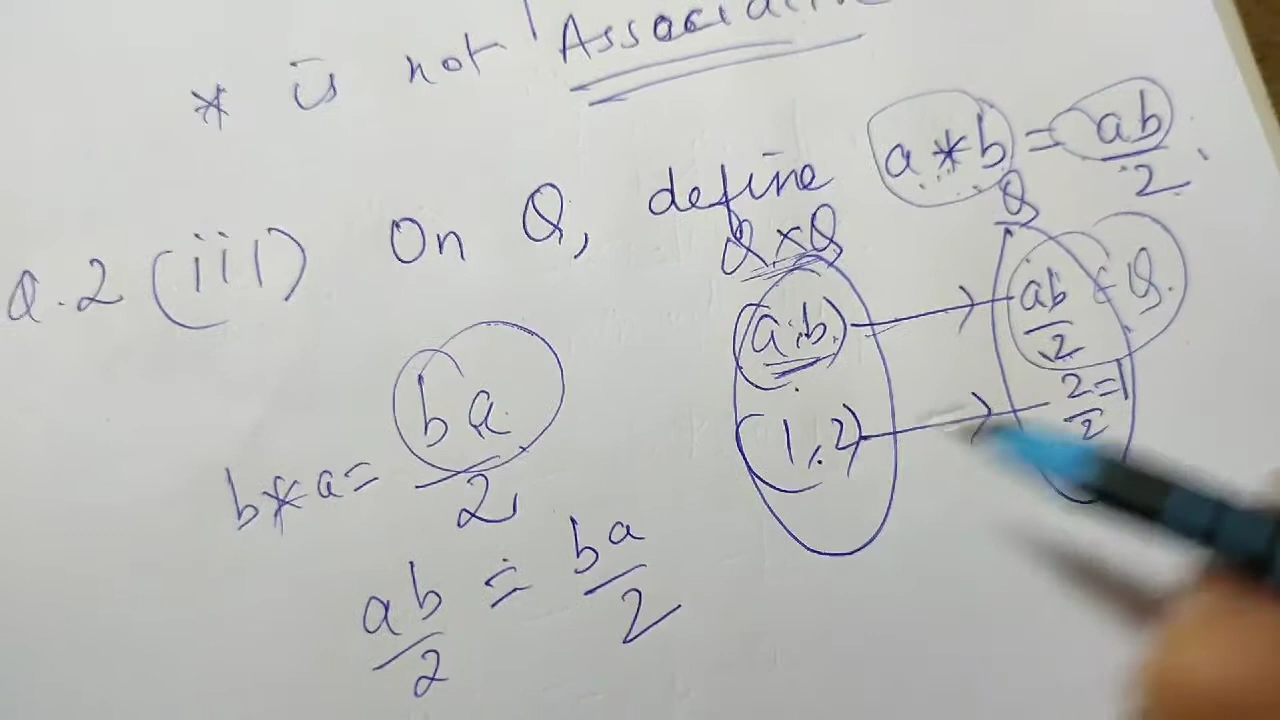 * is not Associative
Q.2 (iii) On Q, define a * b = ab/2.
Q × Q Q
(a,b) ab/2 ∈ Q.
(1,2) 2/2 = 1
b * a = ba/2
ab/2 = ba/2